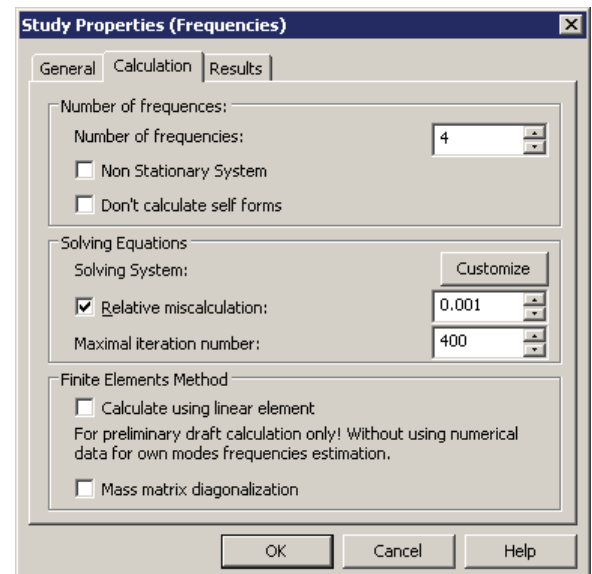 Study Properties (Frequencies)
General Calculation Results
Number of frequences:
Number of frequencies: 4
Non Stationary System
Don't calculate self forms
Solving Equations
Solving System: Customize
Relative miscalculation: 0.001
Maximal iteration number: 400
Finite Elements Method
Calculate using linear element
For preliminary draft calculation only! Without using numerical
data for own modes frequencies estimation.
Mass matrix diagonalization
OK Cancel Help